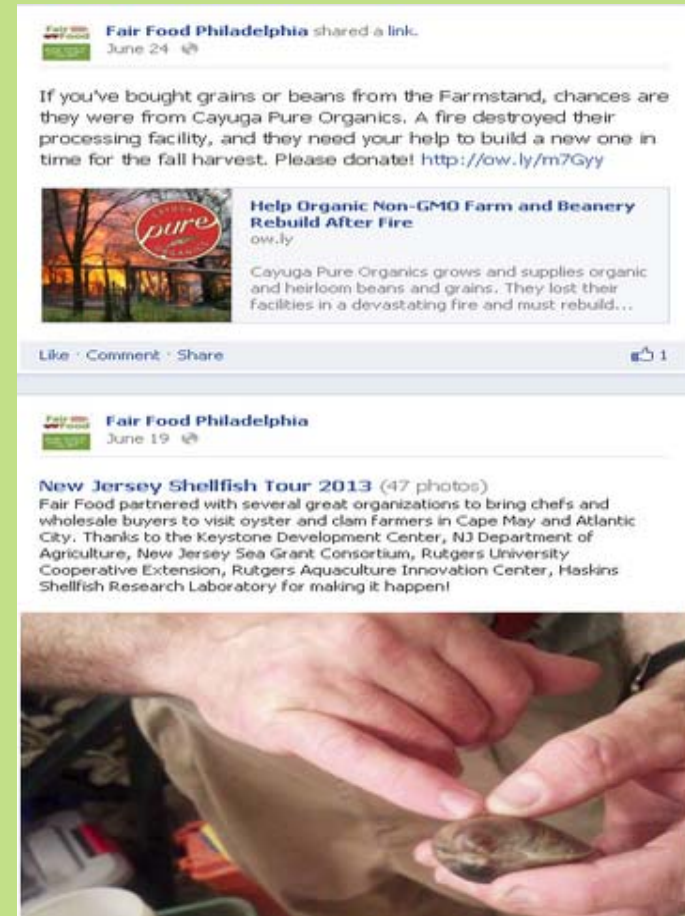 Fair Food Philadelphia shared a link.
June 24
If you've bought grains or beans from the Farmstand, chances are
they were from Cayuga Pure Organics. A fire destroyed their
processing facility, and they need your help to build a new one in
time for the fall harvest. Please donate! http://ow.ly/m7Gyy
CAYUGA
pure
ORGANICS
Help Organic Non-GMO Farm and Beanery
Rebuild After Fire
ow.ly
Cayuga Pure Organics grows and supplies organic
and heirloom beans and grains. They lost their
facilities in a devastating fire and must rebuild...
Like · Comment · Share
1
Fair Food Philadelphia
June 19
New Jersey Shellfish Tour 2013 (47 photos)
Fair Food partnered with several great organizations to bring chefs and
wholesale buyers to visit oyster and clam farmers in Cape May and Atlantic
City. Thanks to the Keystone Development Center, NJ Department of
Agriculture, New Jersey Sea Grant Consortium, Rutgers University
Cooperative Extension, Rutgers Aquaculture Innovation Center, Haskins
Shellfish Research Laboratory for making it happen!